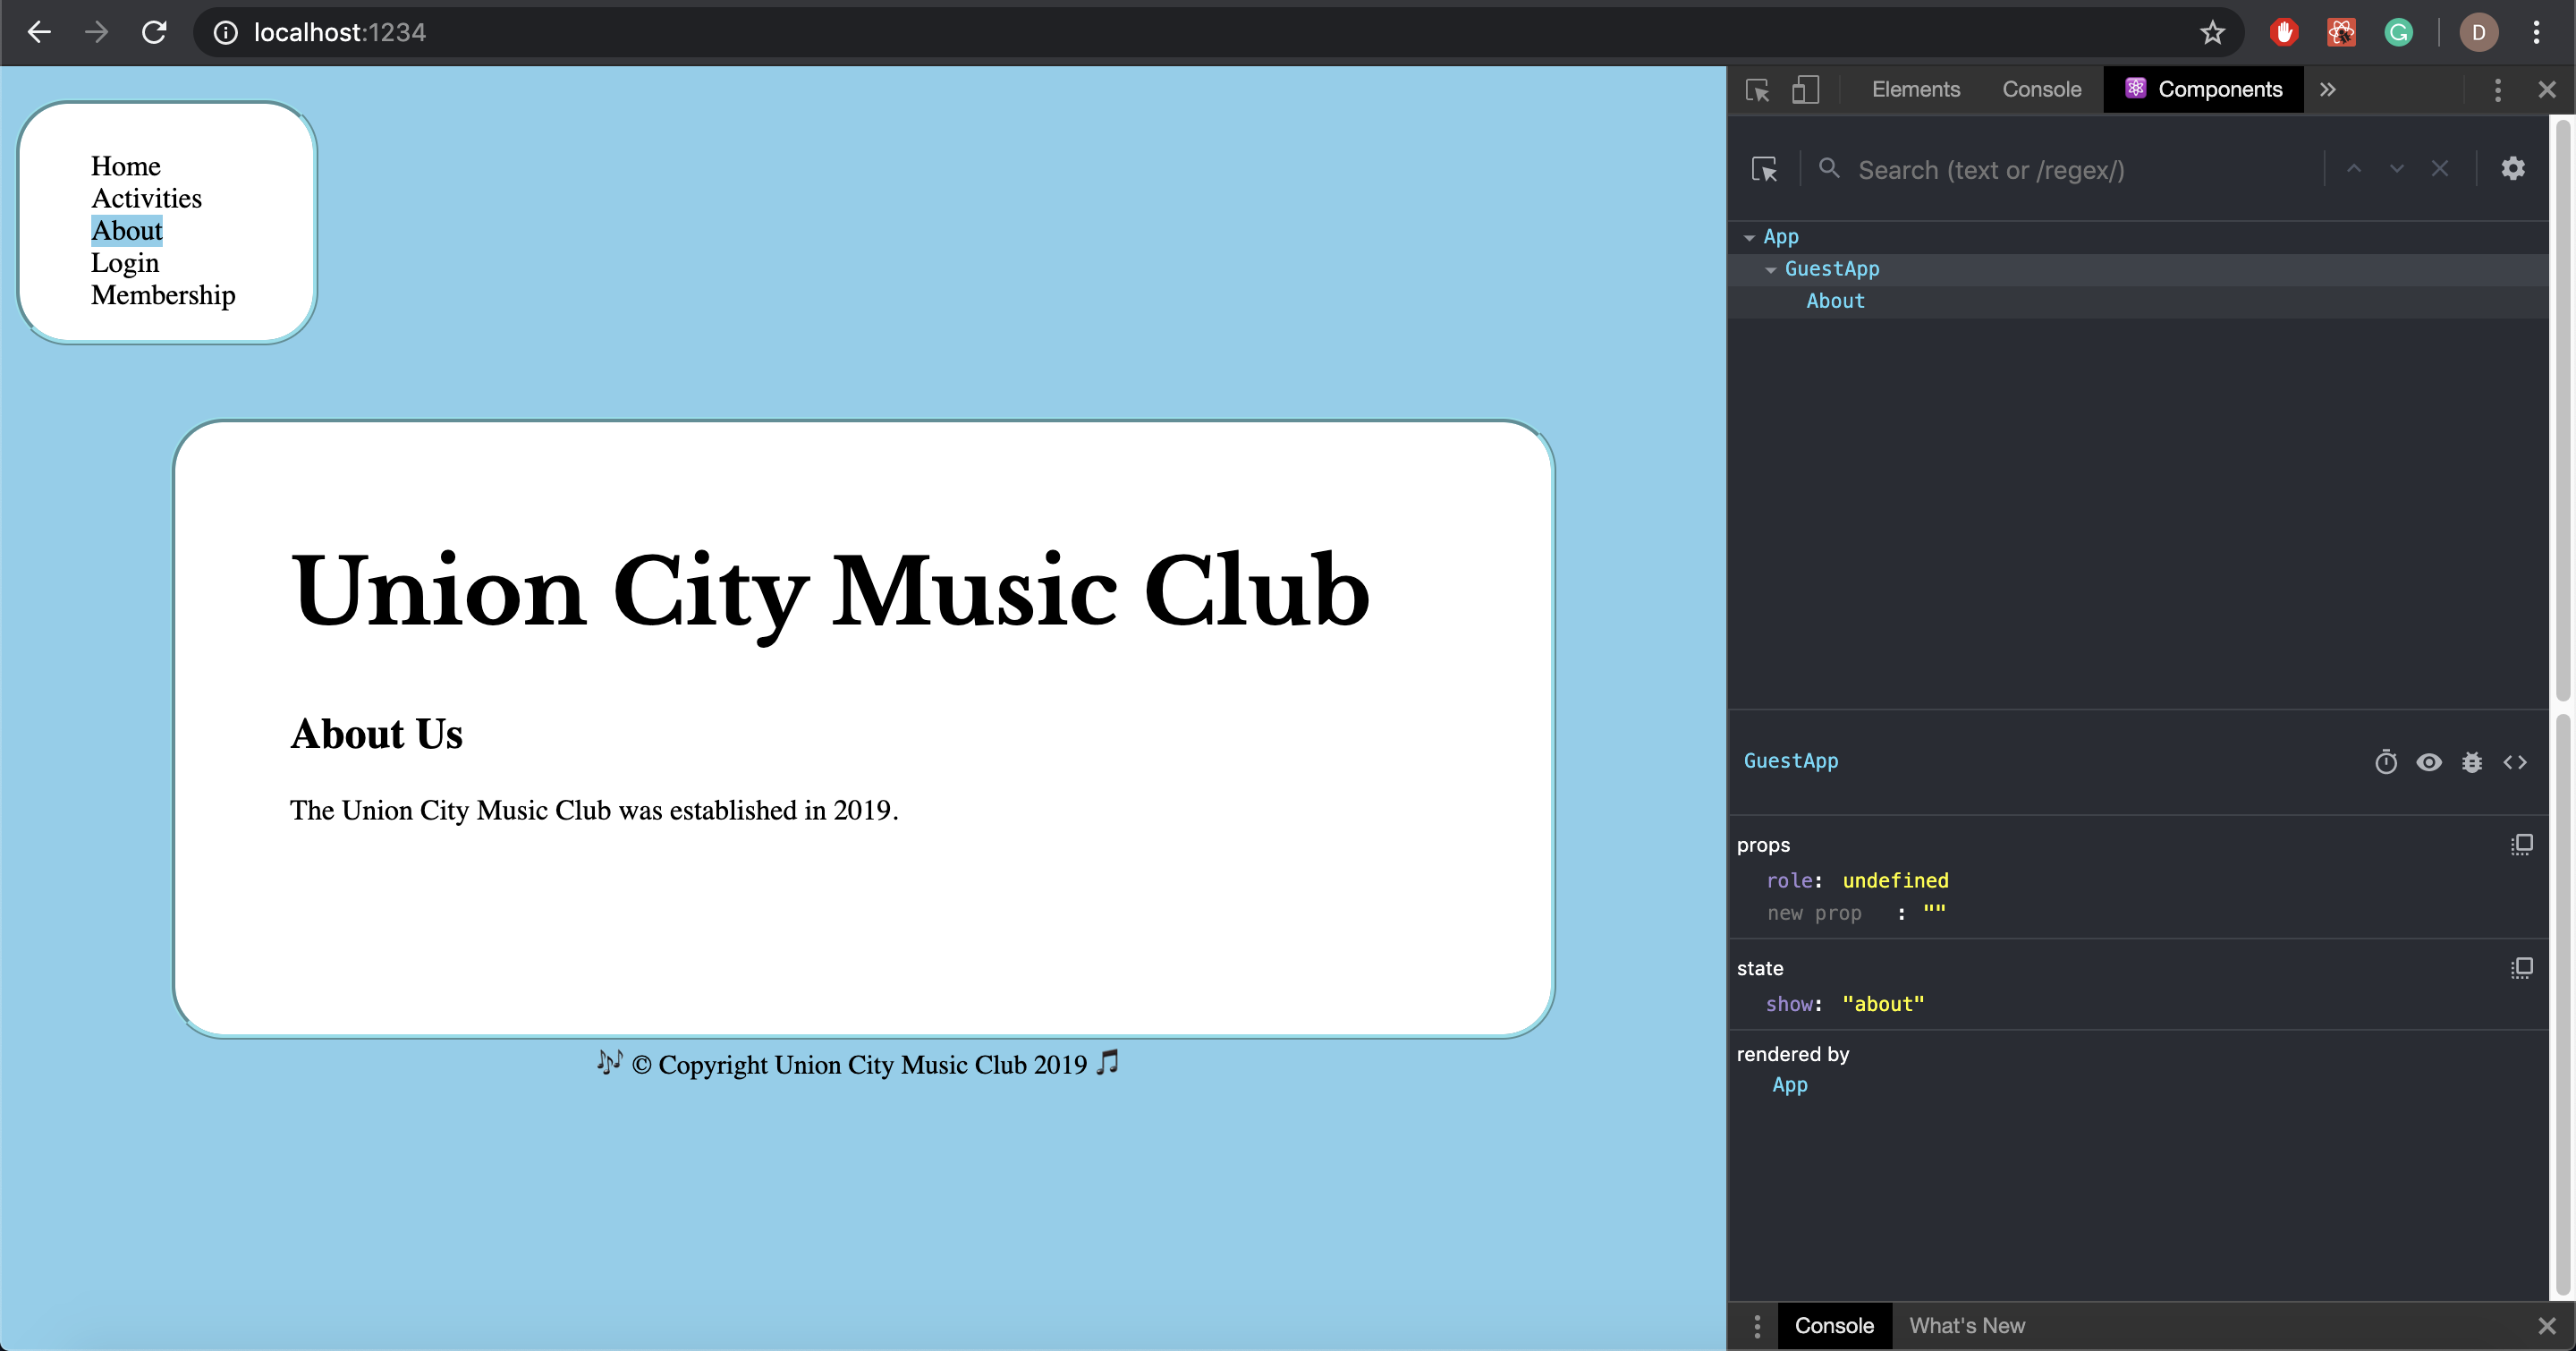 localhost:1234
D
Home
Activities
About
Login
Membership
Union City Music Club
About Us
The Union City Music Club was established in 2019.
🎶 © Copyright Union City Music Club 2019 🎵
Elements Console Components »
Search (text or /regex/)
App
GuestApp
About
GuestApp
props
role: undefined
new prop : ""
state
show: "about"
rendered by
App
Console What's New